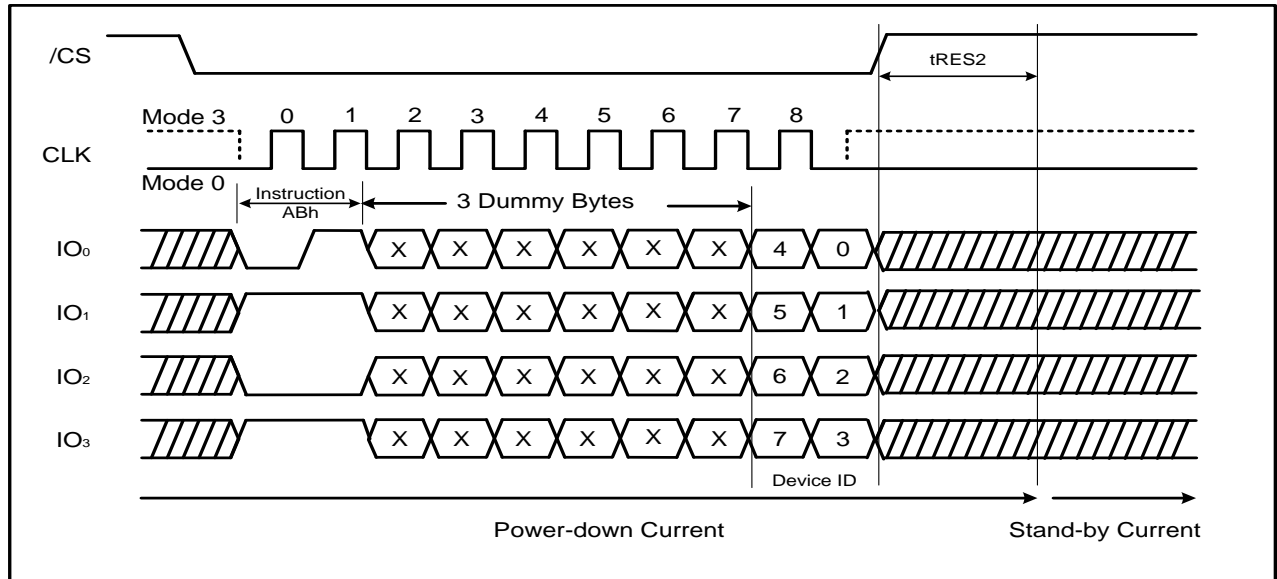 /CS
tRES2
Mode 3 0 1 2 3 4 5 6 7 8
CLK
Mode 0
Instruction
ABh
3 Dummy Bytes
IO₀ X X X X X X 4 0
IO₁ X X X X X X 5 1
IO₂ X X X X X X 6 2
IO₃ X X X X X X 7 3
Device ID
Power-down Current Stand-by Current